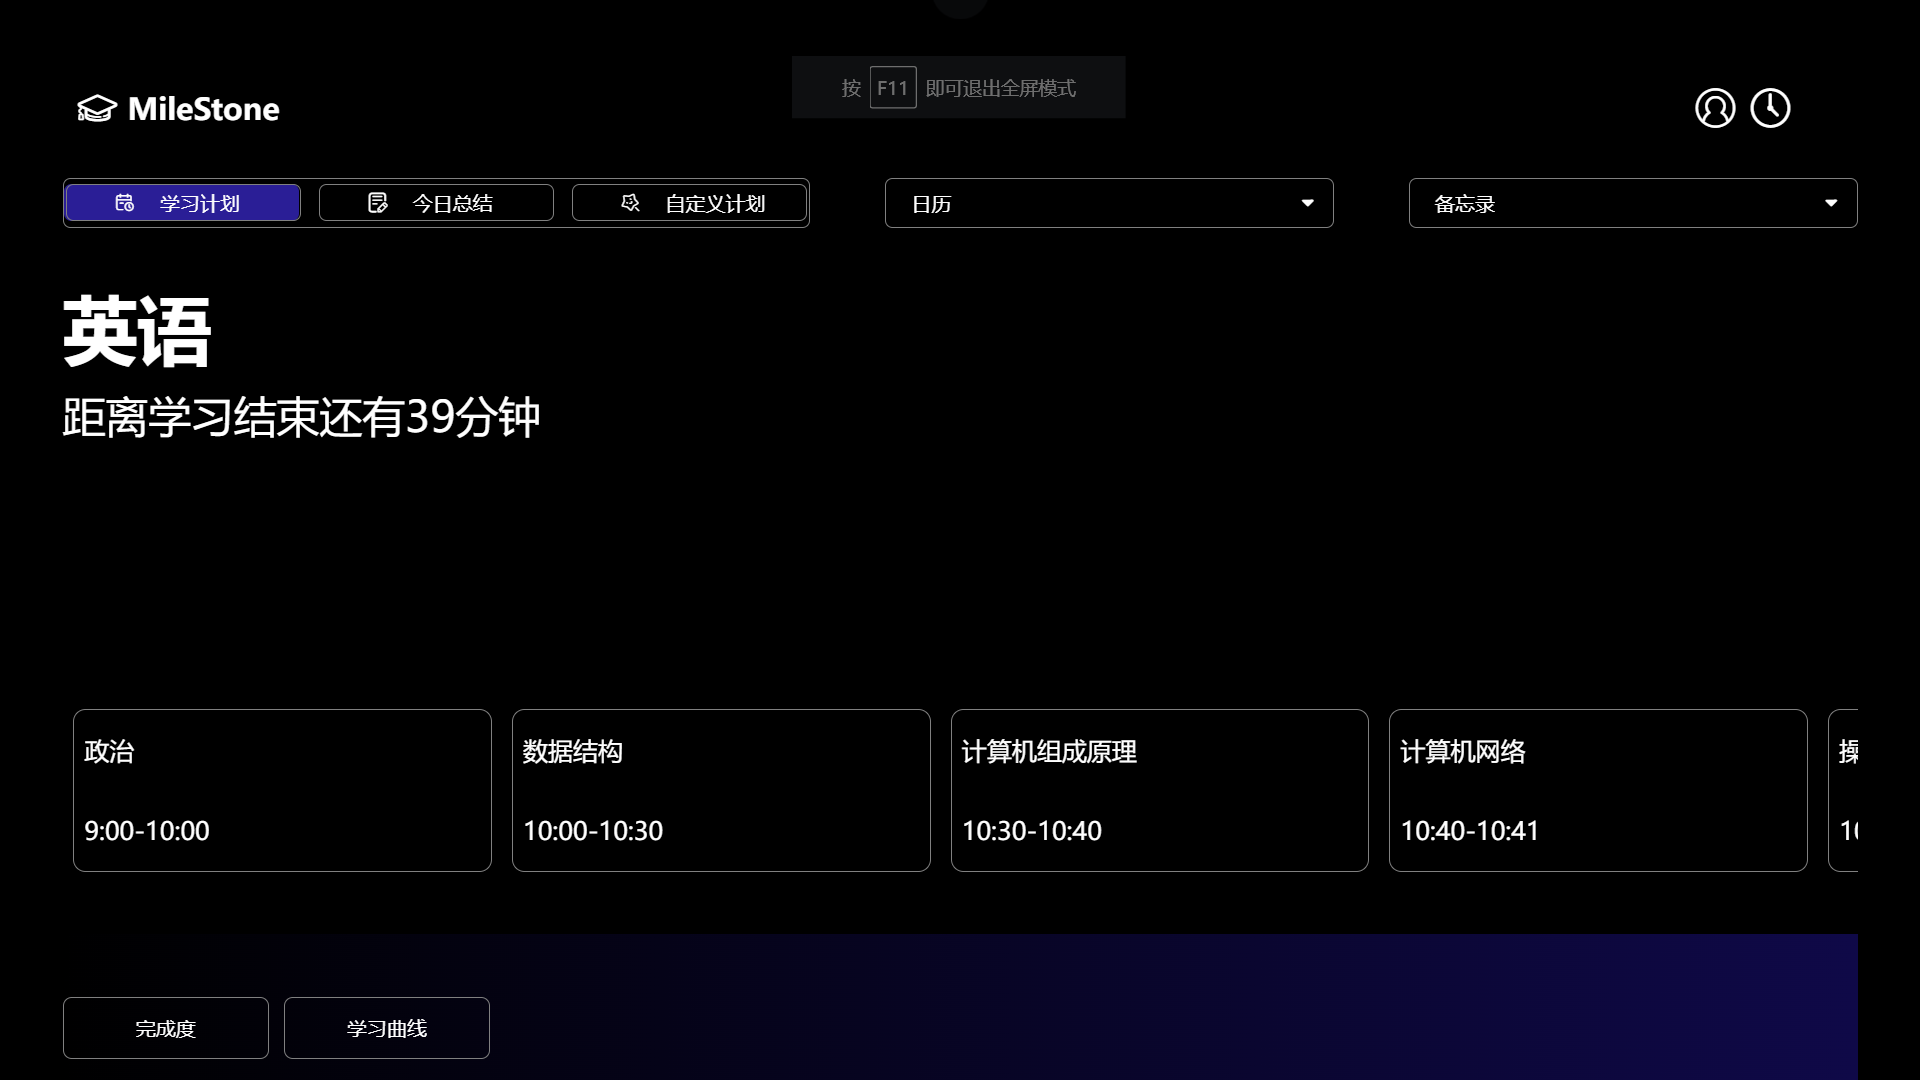 按 F11 即可退出全屏模式
MileStone
学习计划
今日总结
自定义计划
日历
备忘录
英语
距离学习结束还有39分钟
政治
9:00-10:00
数据结构
10:00-10:30
计算机组成原理
10:30-10:40
计算机网络
10:40-10:41
操
完成度
学习曲线